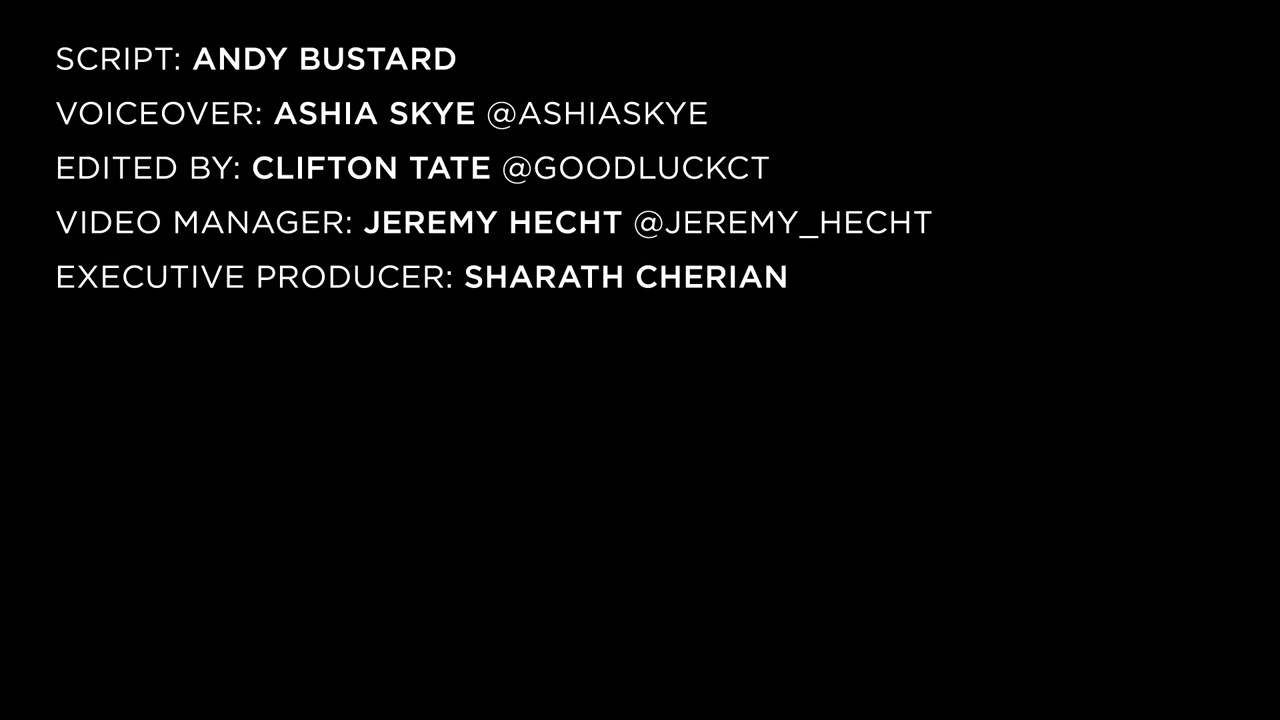 SCRIPT: ANDY BUSTARD
VOICEOVER: ASHIA SKYE @ASHIASKYE
EDITED BY: CLIFTON TATE @GOODLUCKCT
VIDEO MANAGER: JEREMY HECHT @JEREMY_HECHT
EXECUTIVE PRODUCER: SHARATH CHERIAN